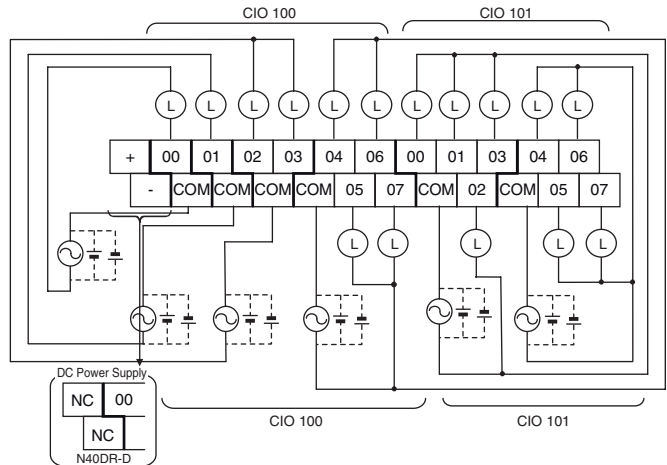 CIO 100 CIO 101
L L L L L L L L L L L
+ 00 01 02 03 04 06 00 01 03 04 06
- COM COM COM COM 05 07 COM 02 COM 05 07
L L L L L
DC Power Supply
NC 00
NC
N40DR-D
CIO 100 CIO 101